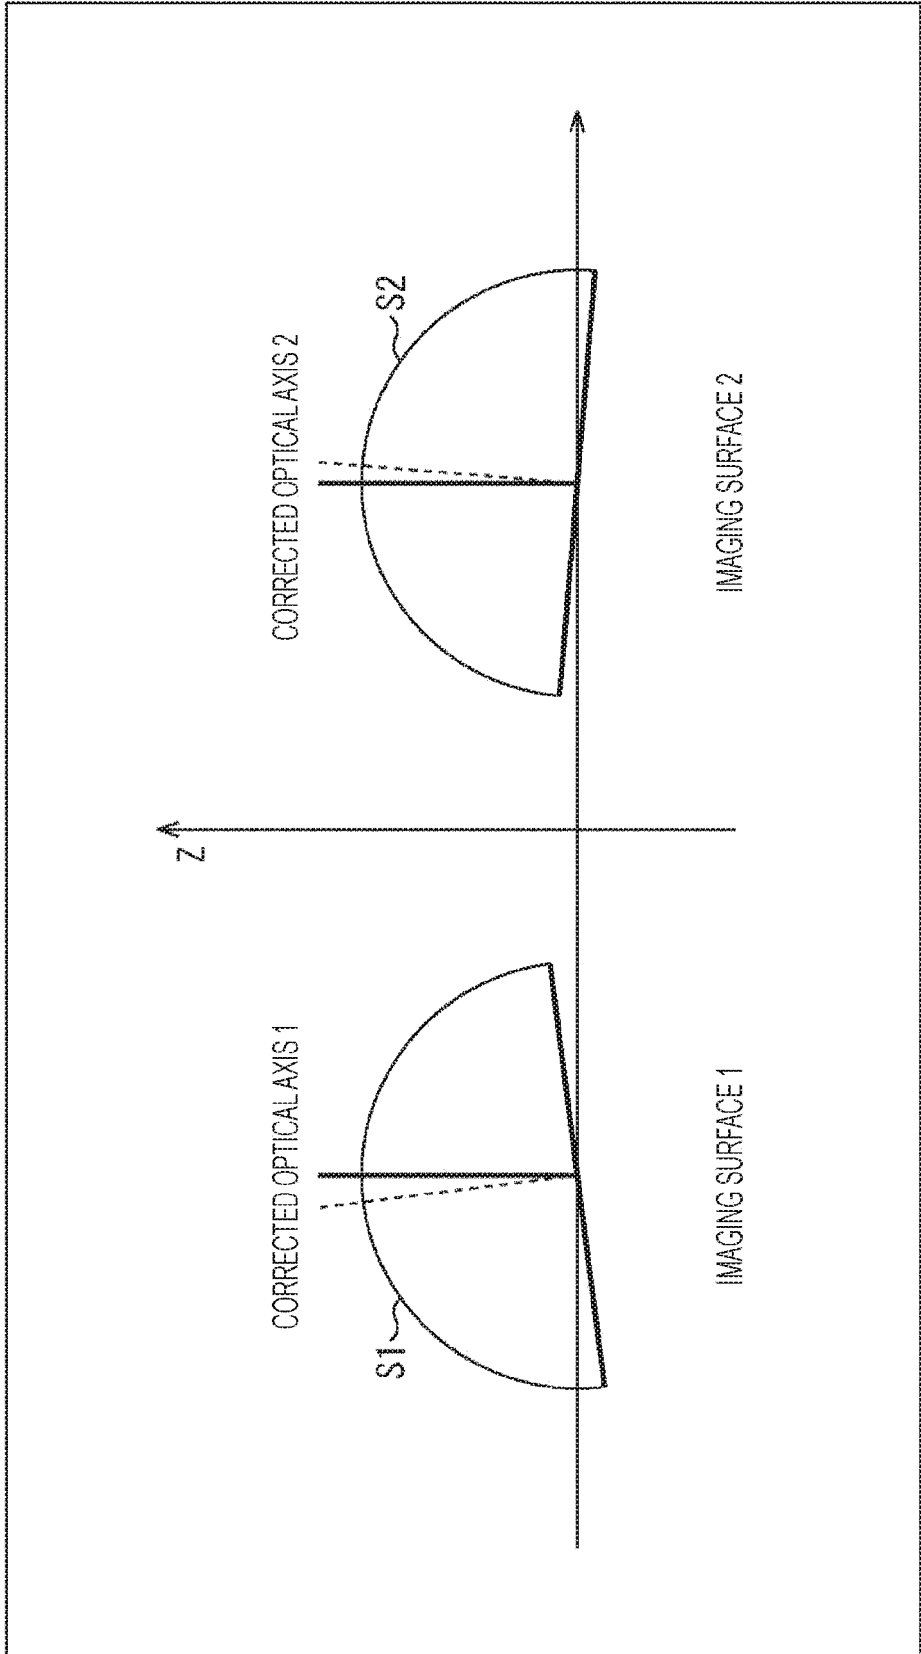 Z
CORRECTED OPTICAL AXIS 1
CORRECTED OPTICAL AXIS 2
S1
S2
IMAGING SURFACE 1
IMAGING SURFACE 2